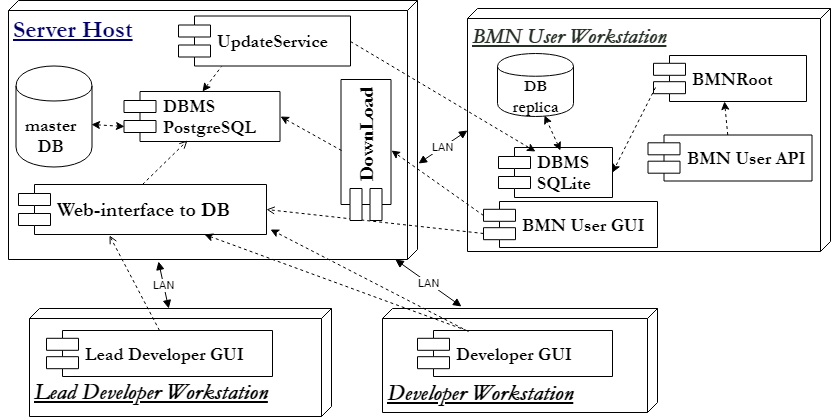 Server Host
UpdateService
master
DB
DBMS
PostgreSQL
DownLoad
Web-interface to DB
LAN
BMN User Workstation
DB
replica
BMNRoot
DBMS
SQLite
BMN User API
BMN User GUI
LAN
LAN
Lead Developer GUI
Lead Developer Workstation
Developer GUI
Developer Workstation